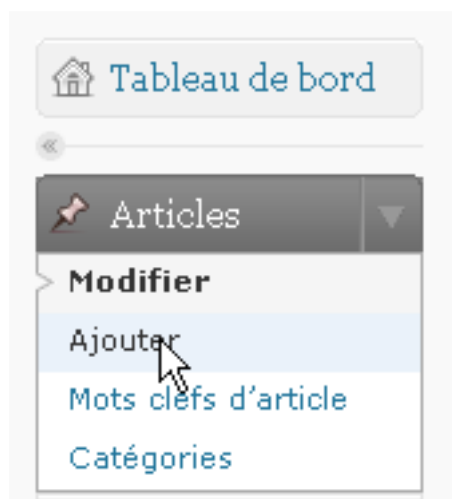 Tableau de bord
Articles
Modifier
Ajouter
Mots clefs d'article
Catégories